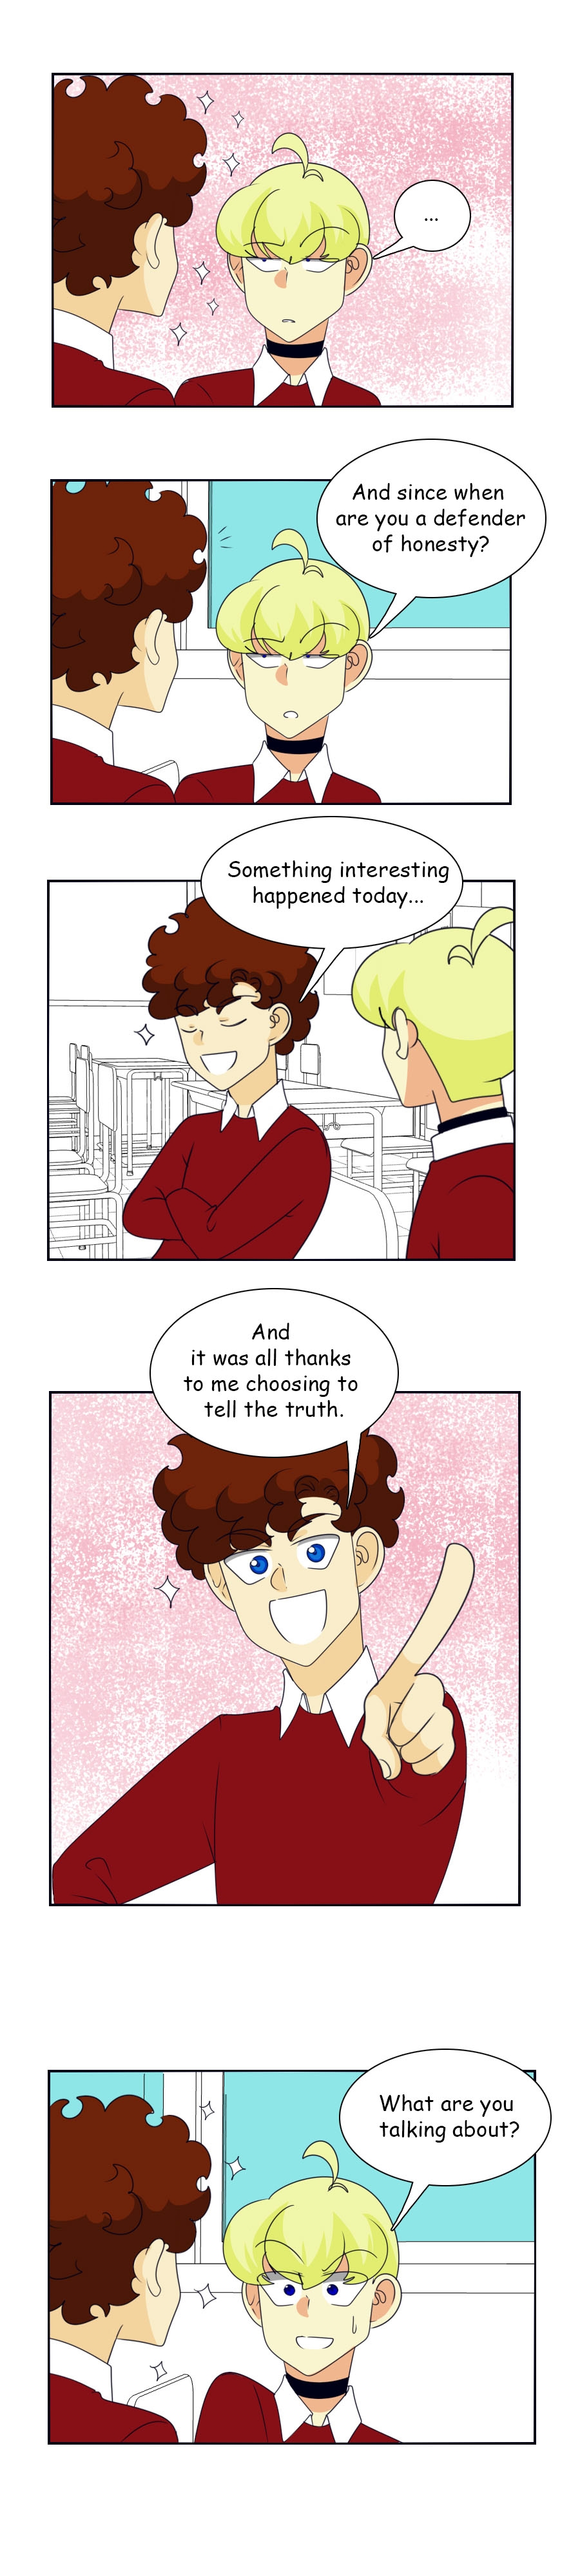 ...
And since when
are you a defender
of honesty?
Something interesting
happened today...
And
it was all thanks
to me choosing to
tell the truth.
What are you
talking about?